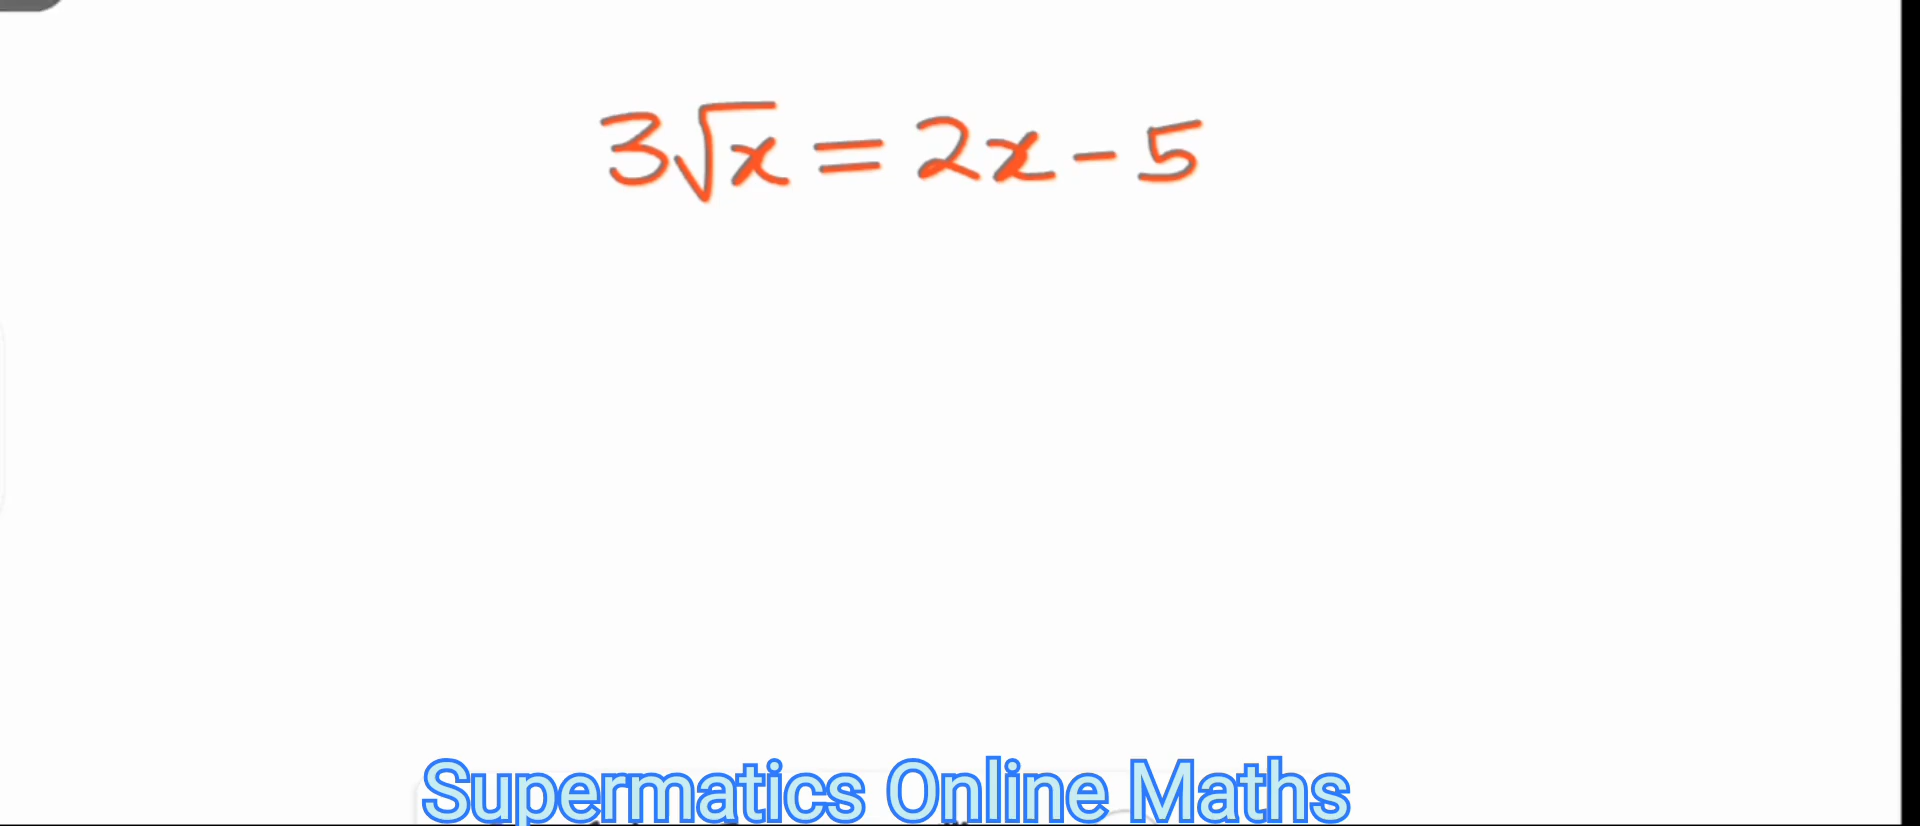 3√x = 2x - 5
Supermatics Online Maths